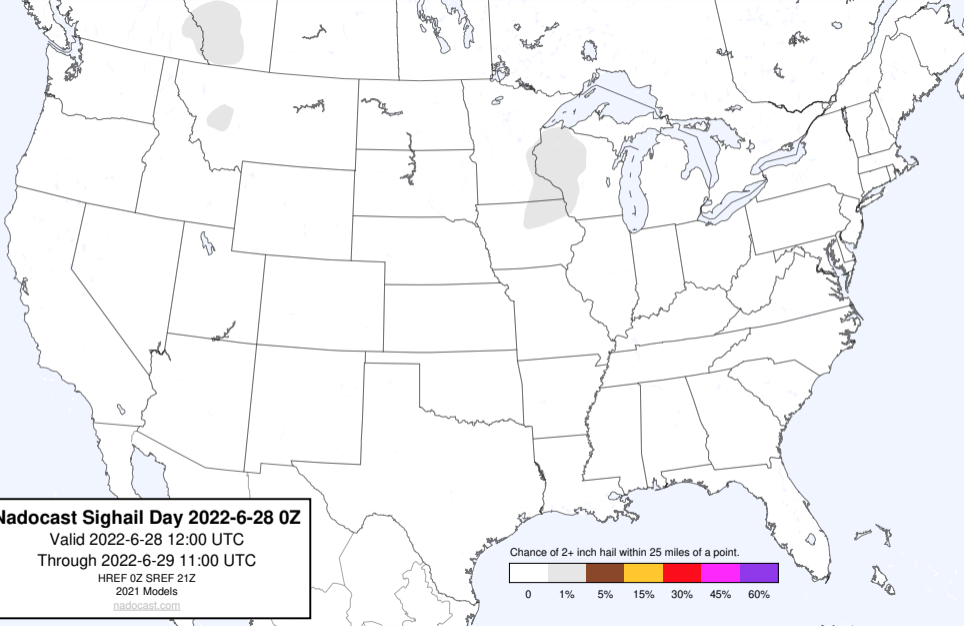 Nadocast Sighail Day 2022-6-28 0Z
Valid 2022-6-28 12:00 UTC
Through 2022-6-29 11:00 UTC
HREF 0Z SREF 21Z
2021 Models
nadocast.com
Chance of 2+ inch hail within 25 miles of a point.
0 1% 5% 15% 30% 45% 60%